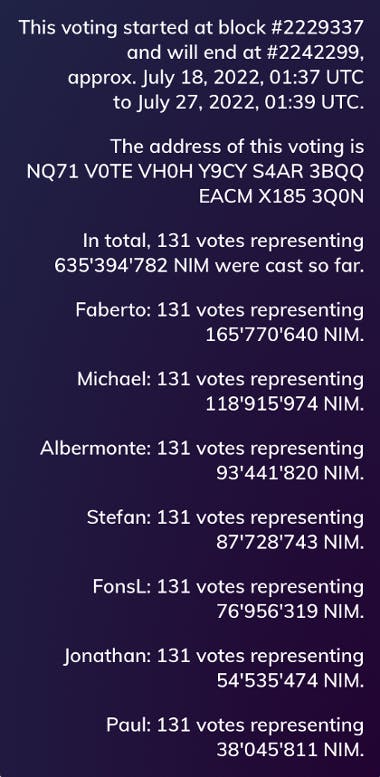 This voting started at block #2229337
and will end at #2242299,
approx. July 18, 2022, 01:37 UTC
to July 27, 2022, 01:39 UTC.
The address of this voting is
NQ71 V0TE VH0H Y9CY S4AR 3BQQ
EACM X185 3Q0N
In total, 131 votes representing
635'394'782 NIM were cast so far.
Faberto: 131 votes representing
165'770'640 NIM.
Michael: 131 votes representing
118'915'974 NIM.
Albermonte: 131 votes representing
93'441'820 NIM.
Stefan: 131 votes representing
87'728'743 NIM.
FonsL: 131 votes representing
76'956'319 NIM.
Jonathan: 131 votes representing
54'535'474 NIM.
Paul: 131 votes representing
38'045'811 NIM.